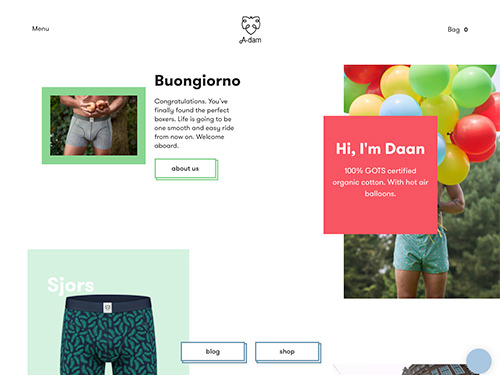 Menu
A-dam
Bag 0
Buongiorno
Congratulations. You've
finally found the perfect
boxers. Life is going to be
one smooth and easy ride
from now on. Welcome
aboard.
about us
Hi, I'm Daan
100% GOTS certified
organic cotton. With hot air
balloons.
Sjors
blog
shop